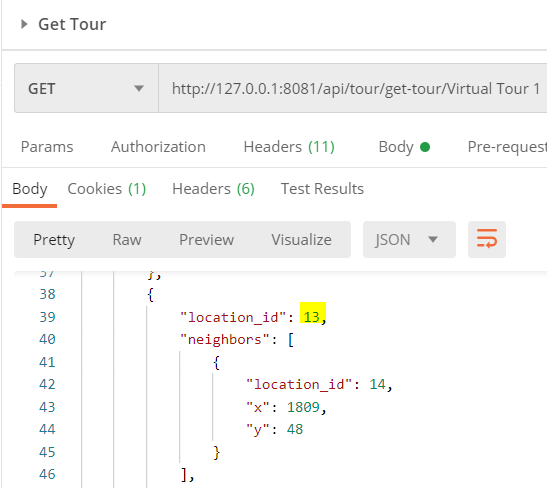 Get Tour
GET http://127.0.0.1:8081/api/tour/get-tour/Virtual Tour 1
Params Authorization Headers (11) Body Pre-request
Body Cookies (1) Headers (6) Test Results
Pretty Raw Preview Visualize JSON
37 },
38 {
39 "location_id": 13,
40 "neighbors": [
41 {
42 "location_id": 14,
43 "x": 1809,
44 "y": 48
45 }
46 ],